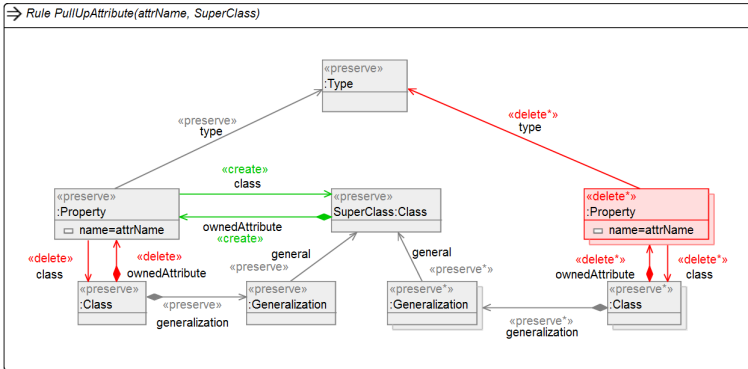 Rule PullUpAttribute(attrName, SuperClass)
«preserve»
:Type
«preserve»
type
«delete*»
type
«create»
class
«preserve»
:Property
name=attrName
«preserve»
SuperClass:Class
«delete*»
:Property
name=attrName
ownedAttribute
«create»
«delete»
class
«delete»
ownedAttribute
general
«preserve»
general
«preserve*»
«delete*»
ownedAttribute
«delete*»
class
«preserve»
:Class
«preserve»
generalization
«preserve»
:Generalization
«preserve*»
:Generalization
«preserve*»
generalization
«preserve*»
:Class